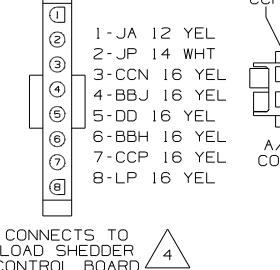 CCP
1
2
3
4
5
6
7
8
1-JA 12 YEL
2-JP 14 WHT
3-CCN 16 YEL
4-BBJ 16 YEL
5-DD 16 YEL
6-BBH 16 YEL
7-CCP 16 YEL
8-LP 16 YEL
A/
CO
CONNECTS TO
LOAD SHEDDER
CONTROL BOARD
4